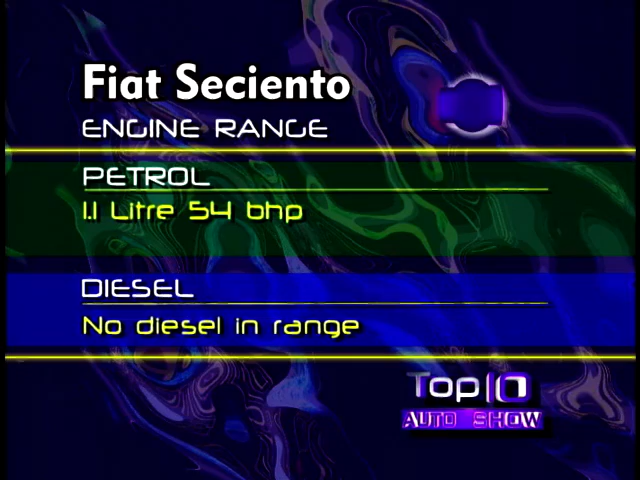 Fiat Seciento
ENGINE RANGE
PETROL
1.1 Litre 54 bhp
DIESEL
No diesel in range
Top 10
AUTO SHOW